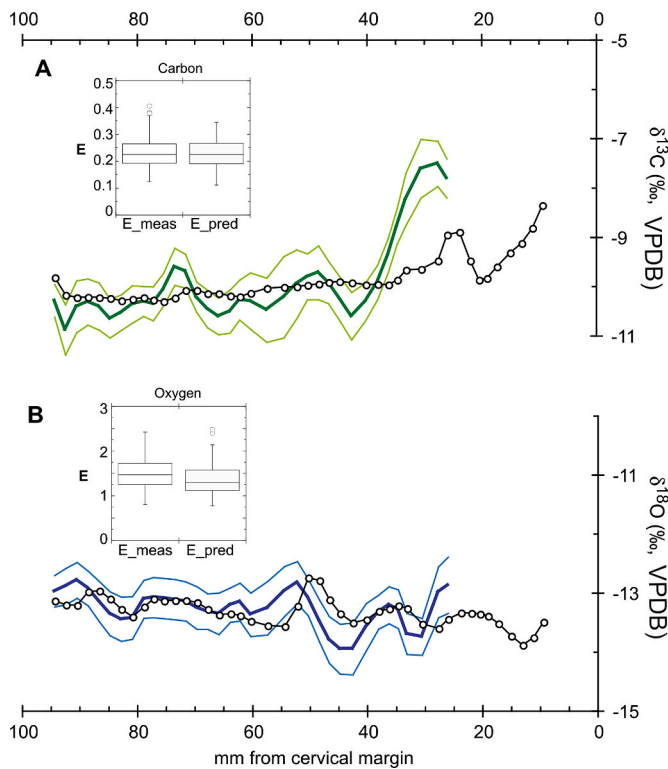 100 80 60 40 20 0
-5
A
Carbon
0.5
0.4
0.3
E 0.2
0.1
0
E_meas E_pred
-7
-9
-11
δ13C (‰, VPDB)
B
Oxygen
3
2
E
1
0
E_meas E_pred
-11
-13
-15
δ18O (‰, VPDB)
100 80 60 40 20 0
mm from cervical margin